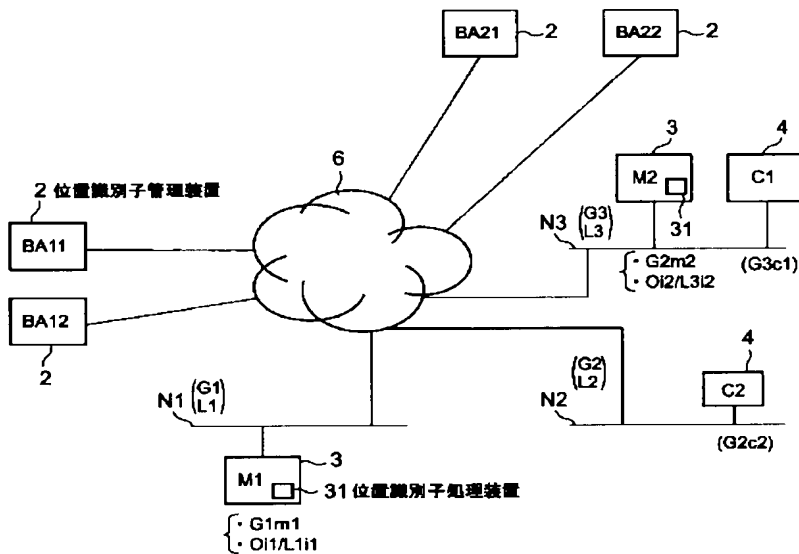 BA21 2
BA22 2
6
3
4
M2
C1
31
2 位置識別子管理装置
BA11
N3 (G3 L3)
・ G2m2
・ Oi2/L3i2
(G3c1)
BA12
2
4
N1 (G1 L1)
N2 (G2 L2)
C2
(G2c2)
3
M1
31 位置識別子処理装置
・ G1m1
・ Oi1/L1i1